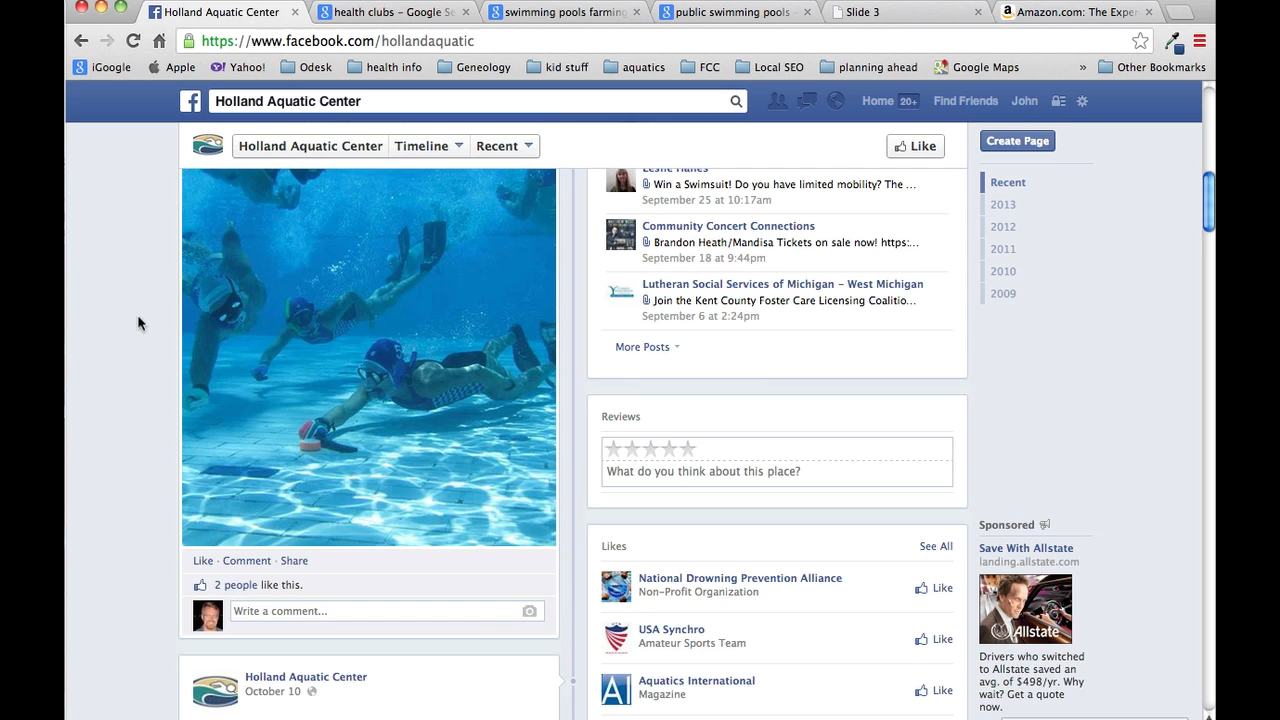 Holland Aquatic Center
health clubs – Google Se
swimming pools farming
public swimming pools –
Slide 3
Amazon.com: The Exper
https://www.facebook.com/hollandaquatic
iGoogle
Apple
Yahoo!
Odesk
health info
Geneology
kid stuff
aquatics
FCC
Local SEO
planning ahead
Google Maps
»
Other Bookmarks
Holland Aquatic Center
Home 20+
Find Friends
John
Holland Aquatic Center
Timeline
Recent
Like
Create Page
Recent
2013
2012
2011
2010
2009
Win a Swimsuit! Do you have limited mobility? The ...
September 25 at 10:17am
Community Concert Connections
Brandon Heath/Mandisa Tickets on sale now! https:...
September 18 at 9:44pm
Lutheran Social Services of Michigan – West Michigan
Join the Kent County Foster Care Licensing Coalitio...
September 6 at 2:24pm
More Posts
Reviews
What do you think about this place?
Like · Comment · Share
2 people like this.
Write a comment...
Holland Aquatic Center
October 10
Likes
See All
National Drowning Prevention Alliance
Non-Profit Organization
Like
USA Synchro
Amateur Sports Team
Like
AI
Aquatics International
Magazine
Like
Sponsored
Save With Allstate
landing.allstate.com
Allstate
Drivers who switched
to Allstate saved an
avg. of $498/yr. Why
wait? Get a quote
now.